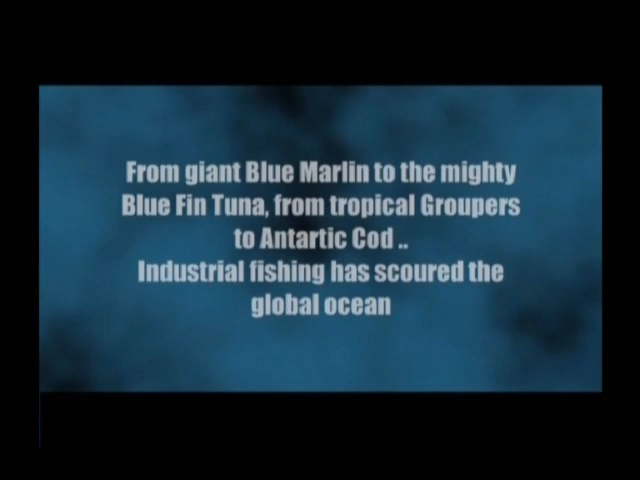 From giant Blue Marlin to the mighty
Blue Fin Tuna, from tropical Groupers
to Antartic Cod ..
Industrial fishing has scoured the
global ocean